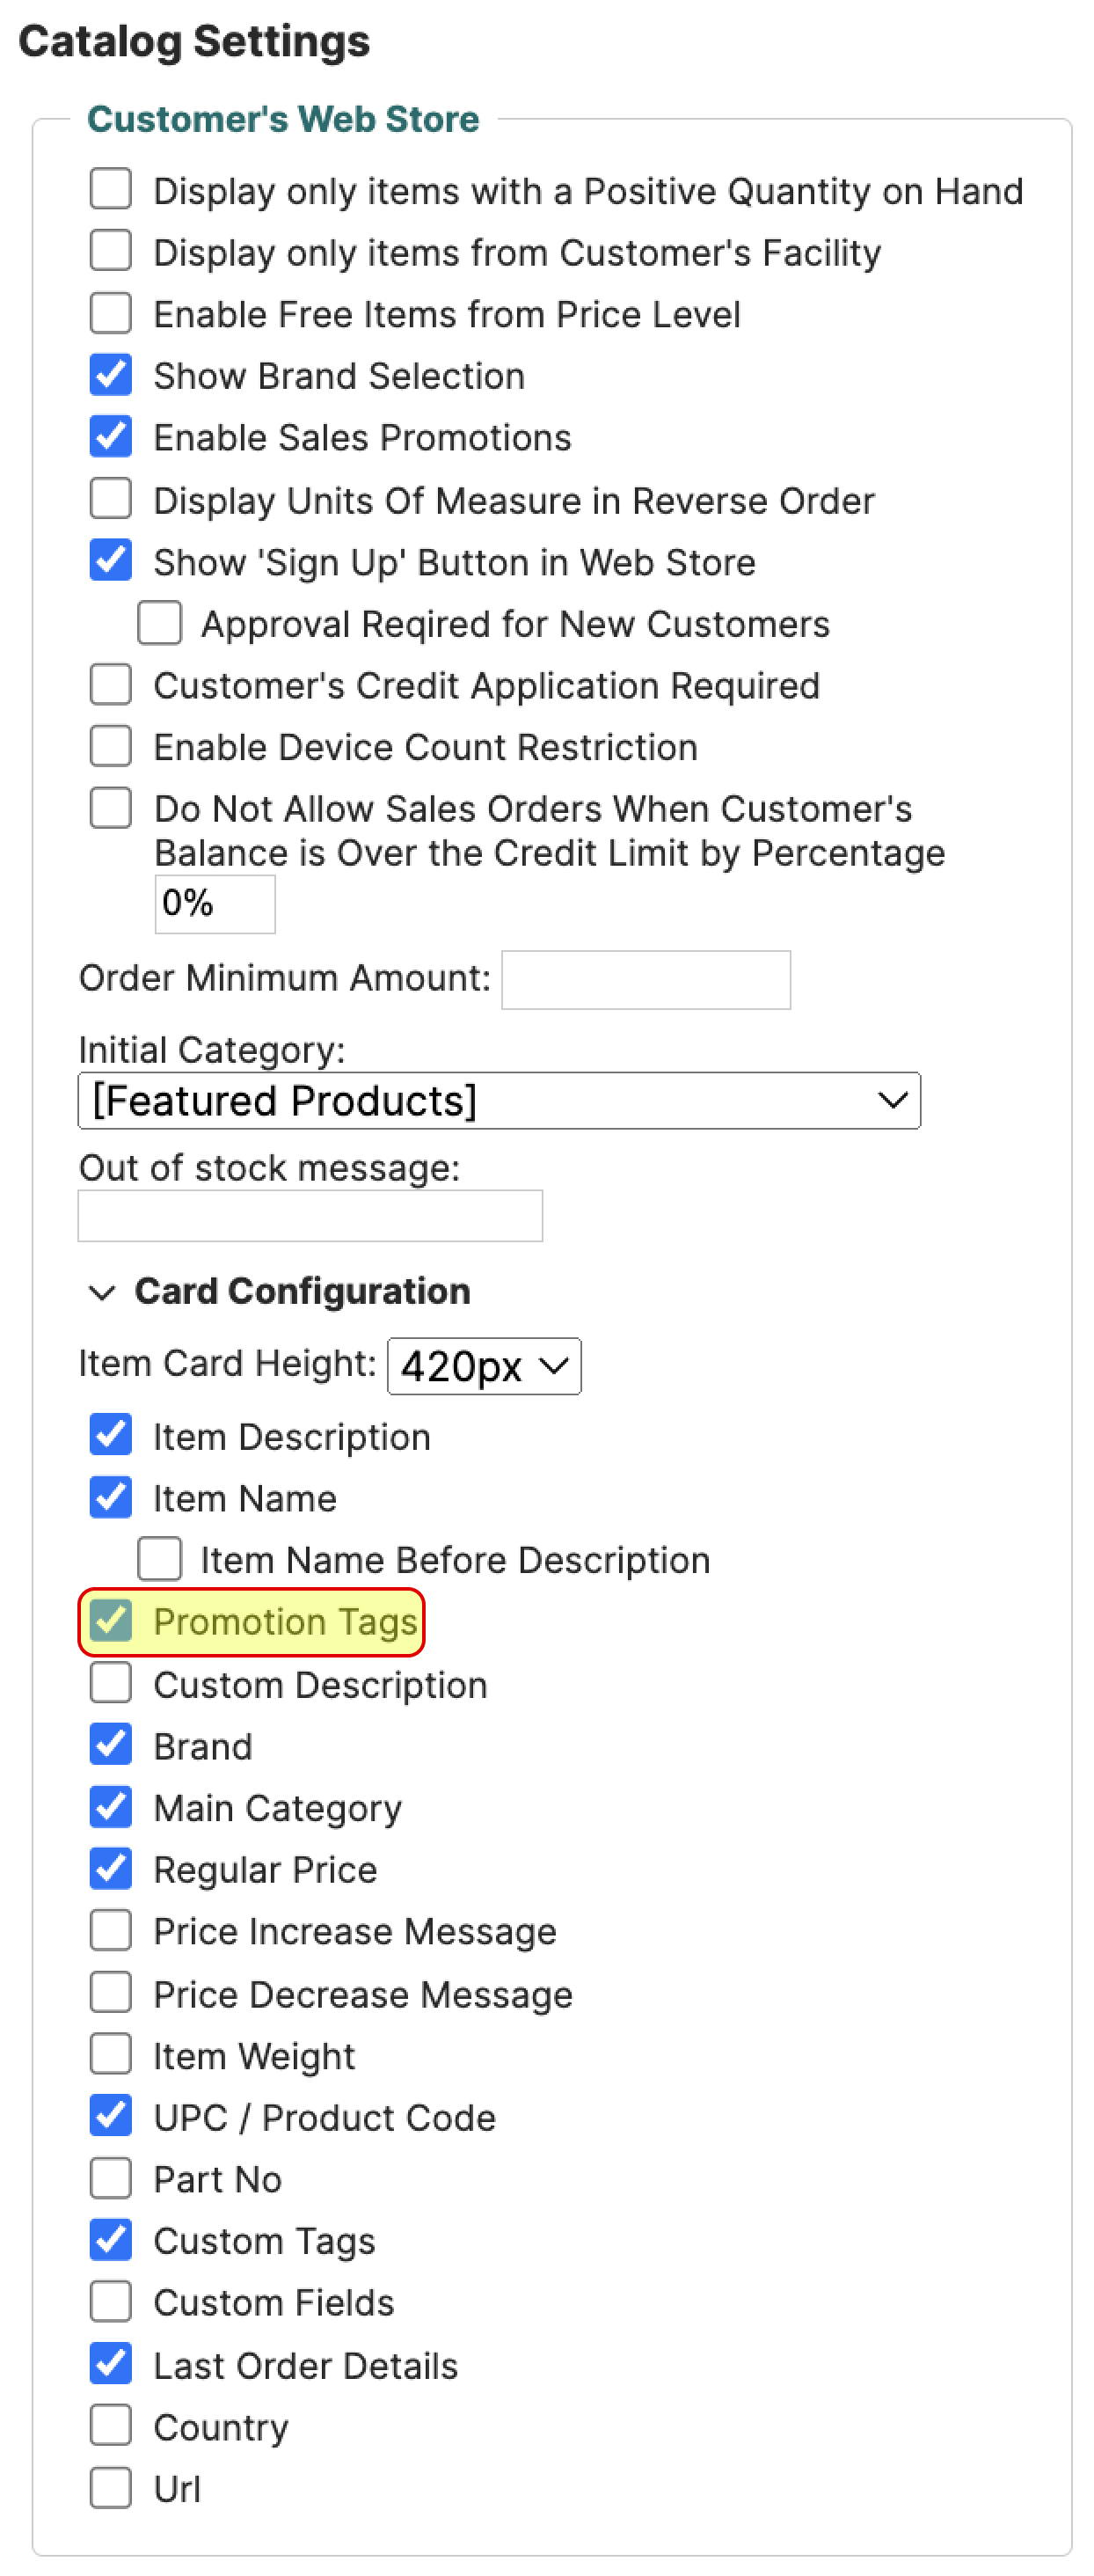 Catalog Settings
Customer's Web Store
Display only items with a Positive Quantity on Hand
Display only items from Customer's Facility
Enable Free Items from Price Level
Show Brand Selection
Enable Sales Promotions
Display Units Of Measure in Reverse Order
Show 'Sign Up' Button in Web Store
Approval Reqired for New Customers
Customer's Credit Application Required
Enable Device Count Restriction
Do Not Allow Sales Orders When Customer's
Balance is Over the Credit Limit by Percentage
0%
Order Minimum Amount:
Initial Category:
[Featured Products]
Out of stock message:
Card Configuration
Item Card Height: 420px
Item Description
Item Name
Item Name Before Description
Promotion Tags
Custom Description
Brand
Main Category
Regular Price
Price Increase Message
Price Decrease Message
Item Weight
UPC / Product Code
Part No
Custom Tags
Custom Fields
Last Order Details
Country
Url